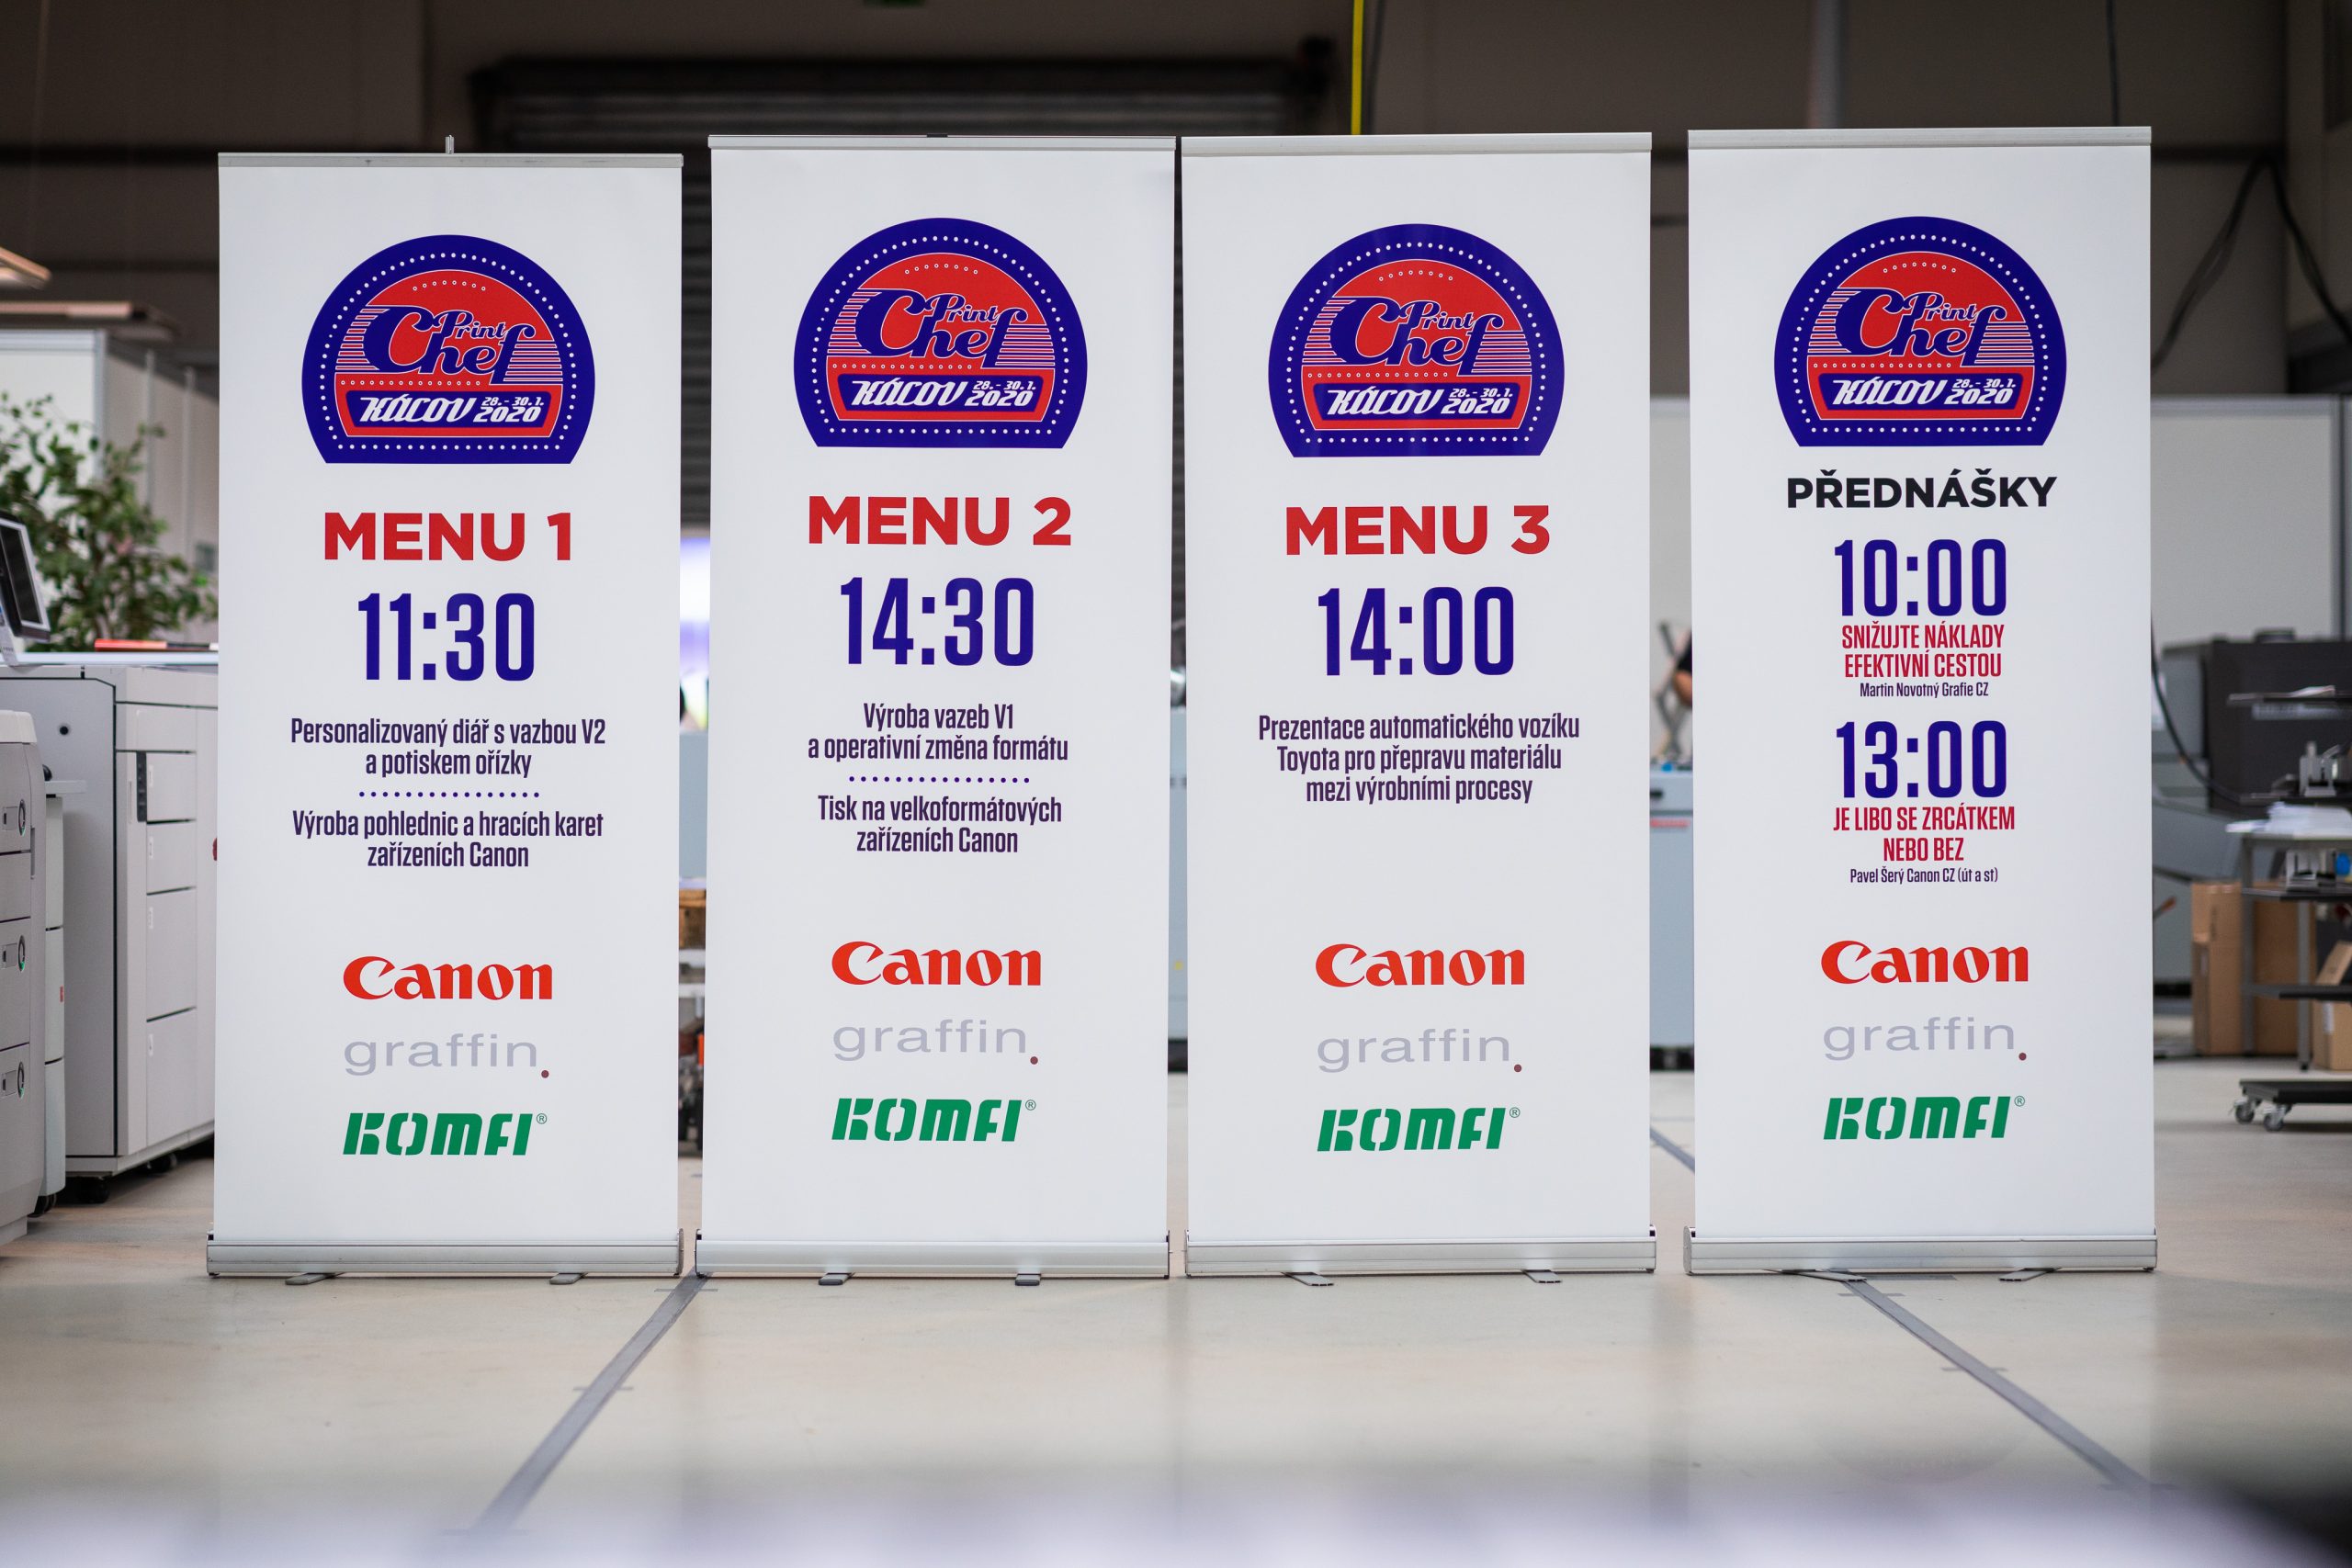 Print
Chef
KÁCOV 28.-30.1.
2020
MENU 1
11:30
Personalizovaný diář s vazbou V2
a potiskem ořízky
Výroba pohlednic a hracích karet
zařízeních Canon
Canon
graffin.
KOMFI®
Print
Chef
KÁCOV 28.-30.1.
2020
MENU 2
14:30
Výroba vazeb V1
a operativní změna formátu
Tisk na velkoformátových
zařízeních Canon
Canon
graffin.
KOMFI®
Print
Chef
KÁCOV 28.-30.1.
2020
MENU 3
14:00
Prezentace automatického vozíku
Toyota pro přepravu materiálu
mezi výrobními procesy
Canon
graffin.
KOMFI®
Print
Chef
KÁCOV 28.-30.1.
2020
PŘEDNÁŠKY
10:00
SNIŽUJTE NÁKLADY
EFEKTIVNÍ CESTOU
Martin Novotný Grafie CZ
13:00
JE LIBO SE ZRCÁTKEM
NEBO BEZ
Pavel Šerý Canon CZ (út a st)
Canon
graffin.
KOMFI®